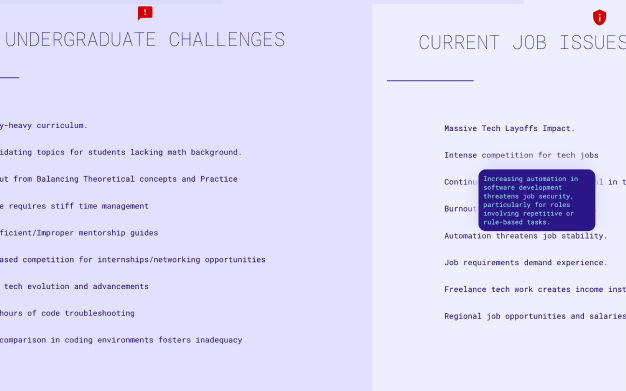 UNDERGRADUATE CHALLENGES
y-heavy curriculum.
idating topics for students lacking math background.
ut from Balancing Theoretical concepts and Practice
e requires stiff time management
ficient/Improper mentorship guides
ased competition for internships/networking opportunities
tech evolution and advancements
hours of code troubleshooting
comparison in coding environments fosters inadequacy
CURRENT JOB ISSUES
Massive Tech Layoffs Impact.
Intense competition for tech jobs
Contin in t
Burnout
Increasing automation in
software development
threatens job security,
particularly for roles
involving repetitive or
rule-based tasks.
Automation threatens job stability.
Job requirements demand experience.
Freelance tech work creates income inst
Regional job opportunities and salaries